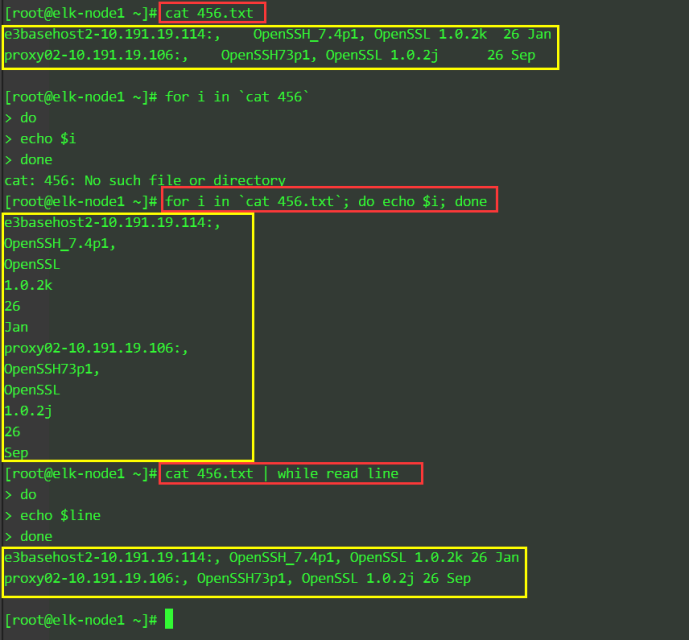 [root@elk-node1 ~]# cat 456.txt
e3basehost2-10.191.19.114:,    OpenSSH_7.4p1, OpenSSL 1.0.2k  26 Jan
proxy02-10.191.19.106:,    OpenSSH73p1, OpenSSL 1.0.2j      26 Sep
[root@elk-node1 ~]# for i in `cat 456`
> do
> echo $i
> done
cat: 456: No such file or directory
[root@elk-node1 ~]# for i in `cat 456.txt`; do echo $i; done
e3basehost2-10.191.19.114:,
OpenSSH_7.4p1,
OpenSSL
1.0.2k
26
Jan
proxy02-10.191.19.106:,
OpenSSH73p1,
OpenSSL
1.0.2j
26
Sep
[root@elk-node1 ~]# cat 456.txt | while read line
> do
> echo $line
> done
e3basehost2-10.191.19.114:, OpenSSH_7.4p1, OpenSSL 1.0.2k 26 Jan
proxy02-10.191.19.106:, OpenSSH73p1, OpenSSL 1.0.2j 26 Sep
[root@elk-node1 ~]#